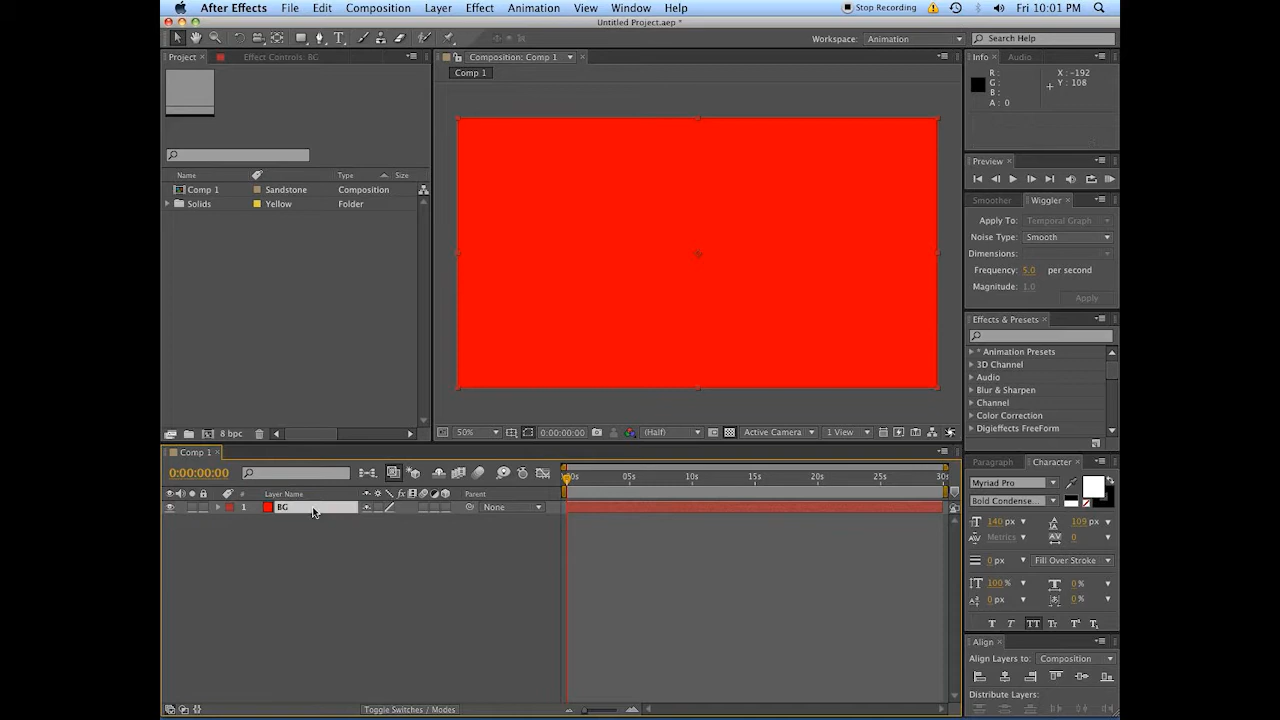 After Effects File Edit Composition Layer Effect Animation View Window Help Stop Recording Fri 10:01 PM
Untitled Project.aep *
Workspace: Animation Search Help
Project × Effect Controls: BG
Composition: Comp 1
Info × Audio
Comp 1
R: X: -192
G: Y: 108
B:
A: 0
Preview ×
Name Type Size
Comp 1 Sandstone Composition
Solids Yellow Folder
Smoother Wiggler ×
Apply To: Temporal Graph
Noise Type: Smooth
Dimensions:
Frequency: 5.0 per second
Magnitude: 1.0
Apply
Effects & Presets ×
* Animation Presets
3D Channel
Audio
Blur & Sharpen
Channel
Color Correction
Digieffects FreeForm
8 bpc
50% 0:00:00:00 (Half) Active Camera 1 View
Comp 1 ×
0:00:00:00
05s 10s 15s 20s 25s 30s
# Layer Name Parent
1 BG None
Paragraph Character ×
Myriad Pro
Bold Condense...
140 px 109 px
Metrics 0
0 px Fill Over Stroke
100 % 0 %
0 px 0 %
T T TT Tr T¹ T,
Align ×
Align Layers to: Composition
Distribute Layers:
Toggle Switches / Modes